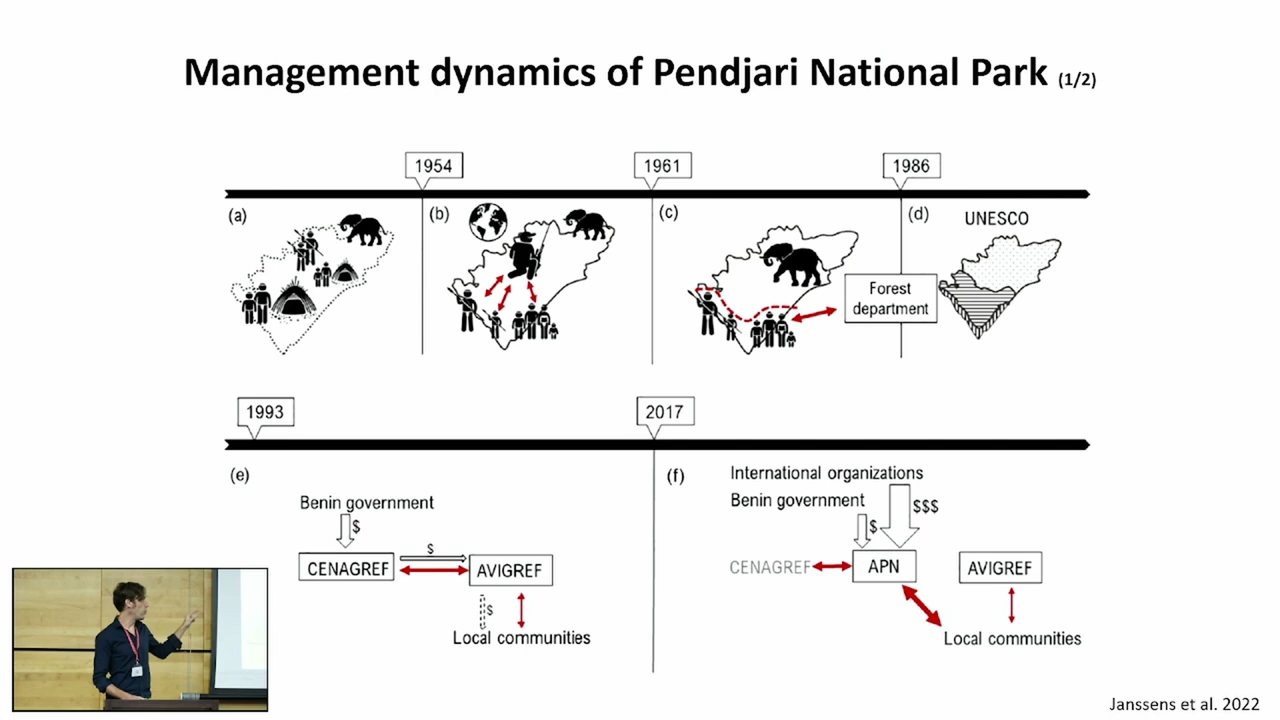 Management dynamics of Pendjari National Park (1/2)
1954
1961
1986
(a)
(b)
(c)
(d)
UNESCO
Forest
department
1993
2017
(e)
Benin government
$
CENAGREF
$
AVIGREF
$
Local communities
(f)
International organizations
Benin government
$
$$$
CENAGREF
APN
AVIGREF
Local communities
Janssens et al. 2022